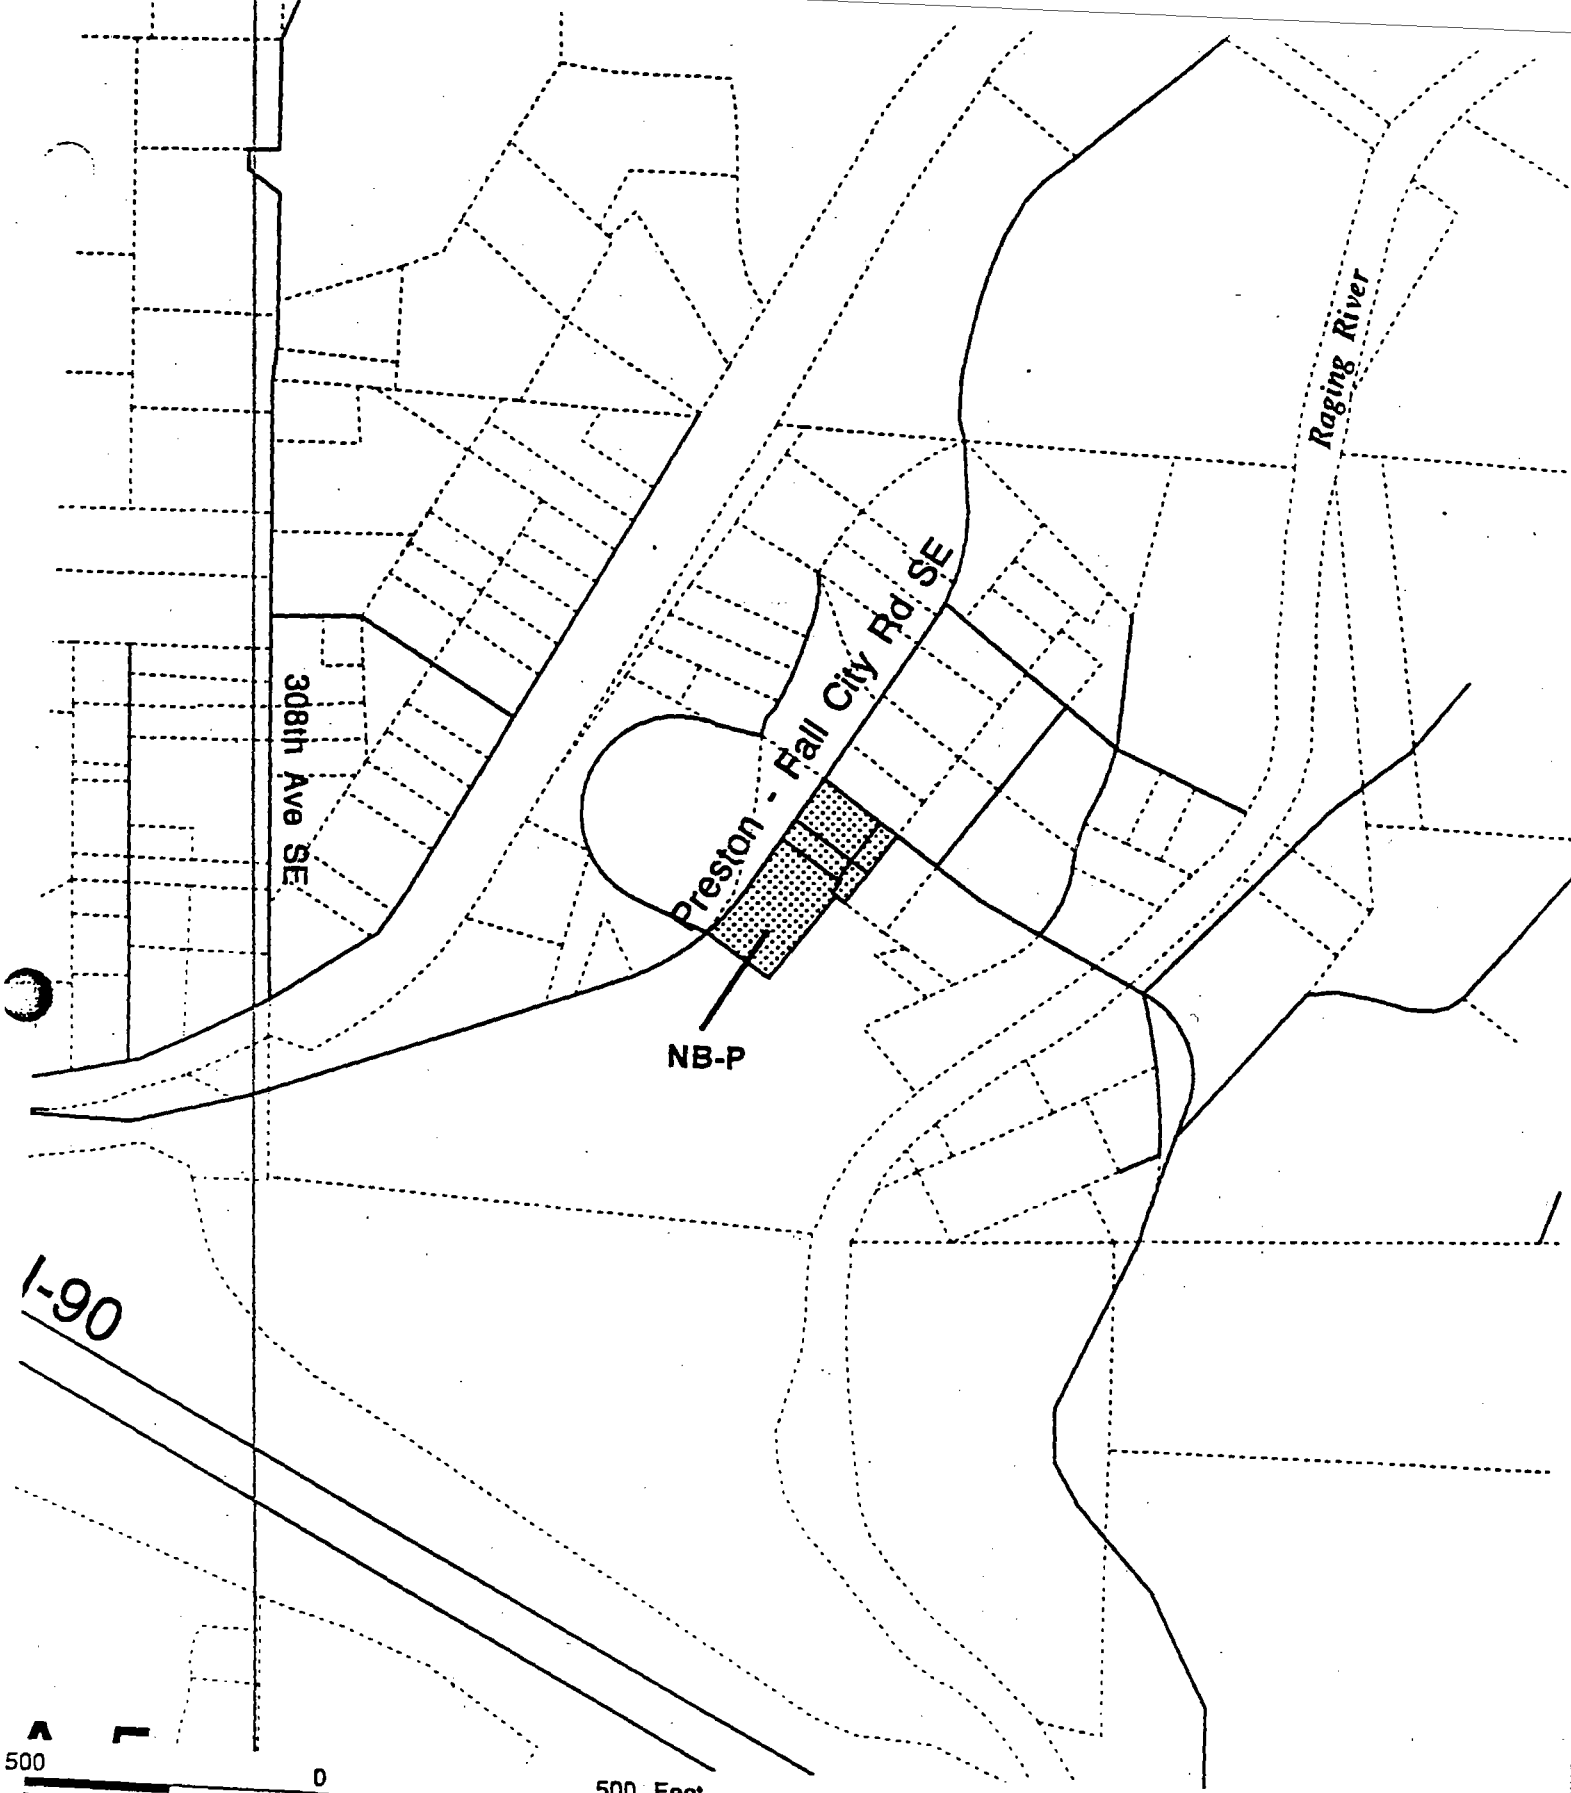 Raging River
Preston - Fall City Rd SE
308th Ave SE
NB-P
I-90
500
0
500 Feet